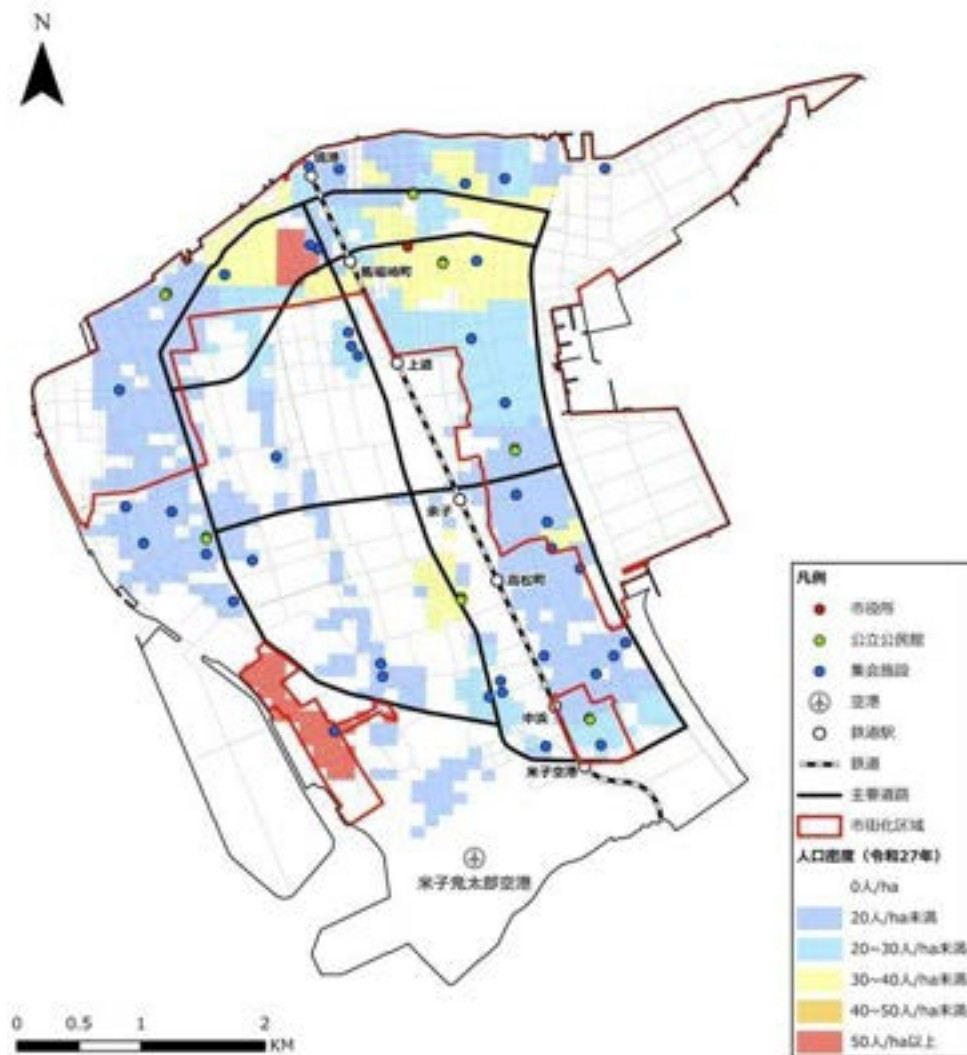 N
境港
馬場崎町
上道
余子
高松町
中浜
米子空港
米子鬼太郎空港
凡例
市役所
公立公民館
集会施設
空港
鉄道駅
鉄道
主要道路
市街化区域
人口密度（令和27年）
0人/ha
20人/ha未満
20~30人/ha未満
30~40人/ha未満
40~50人/ha未満
50人/ha以上
0 0.5 1 2
KM